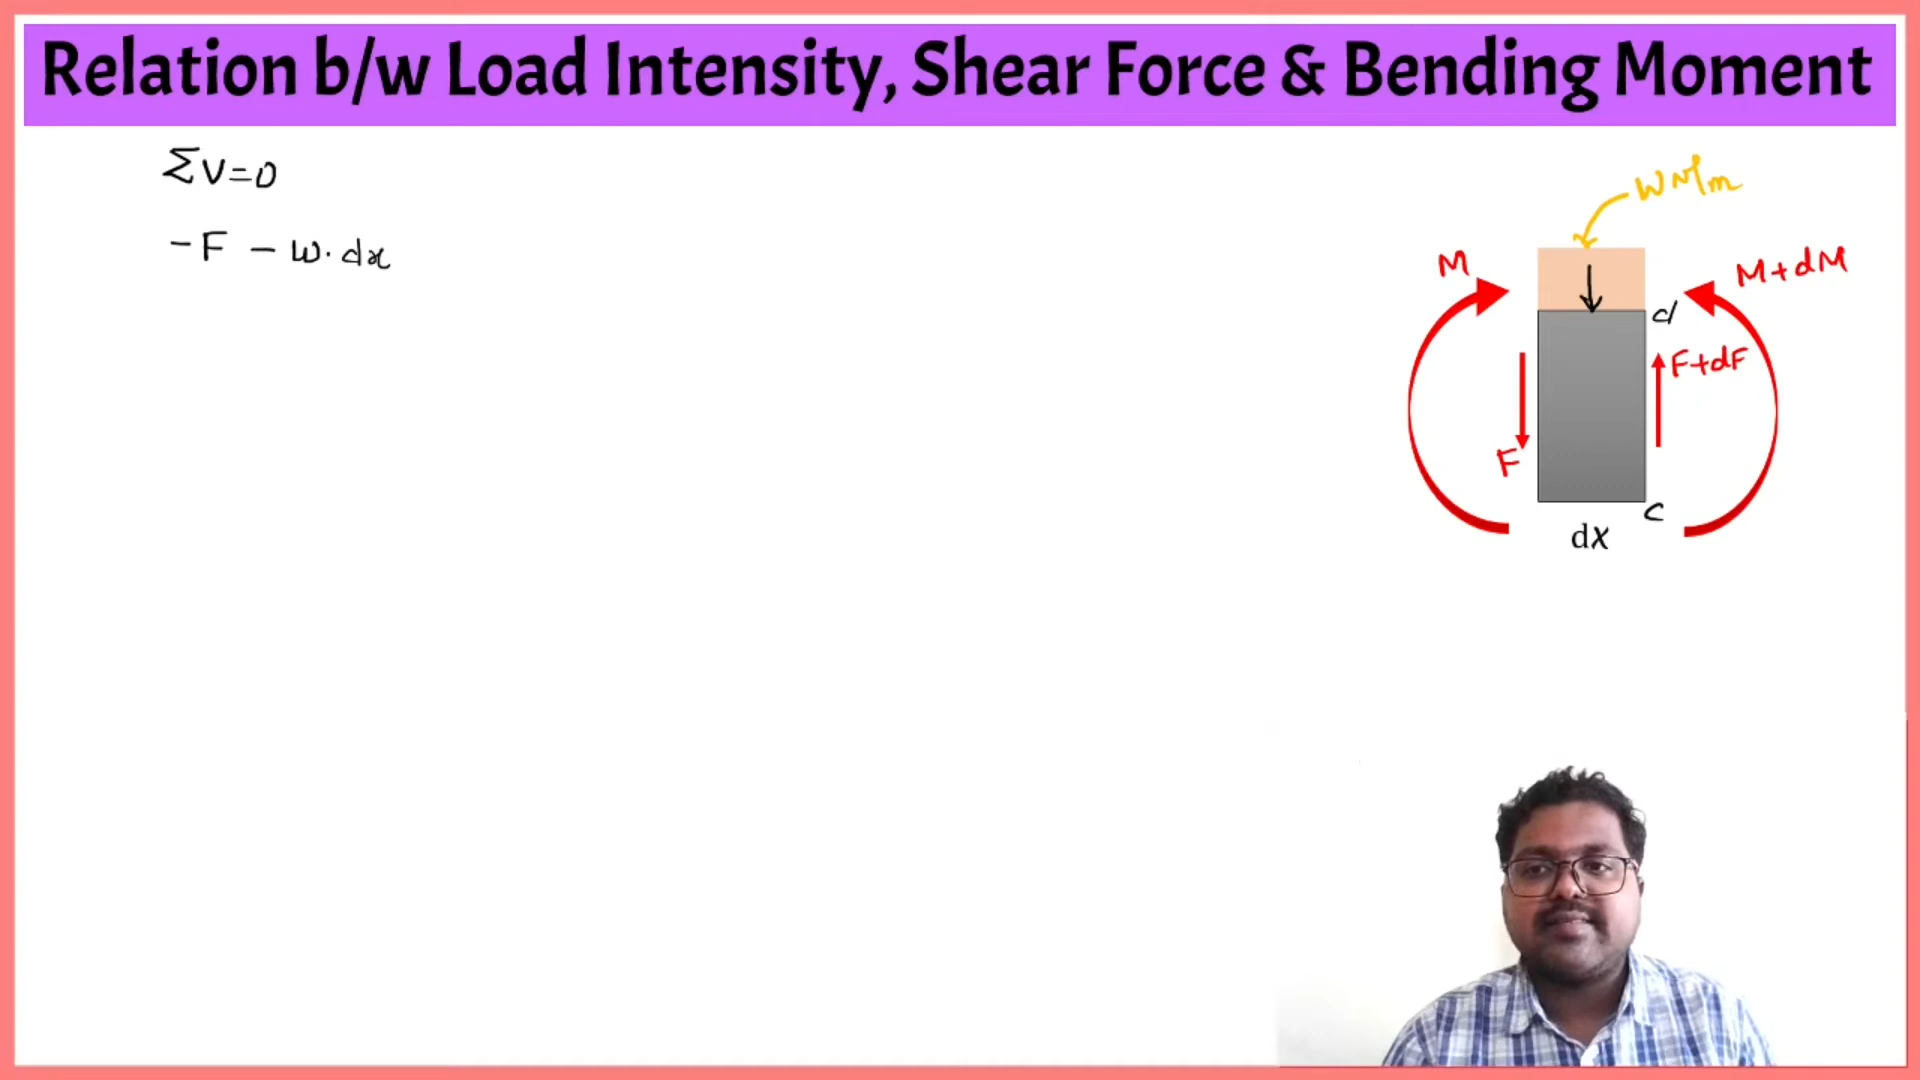 Relation b/w Load Intensity, Shear Force & Bending Moment
ΣV=0
-F - w.dx
W N/m
M
M+dM
d
F+dF
F
c
dx